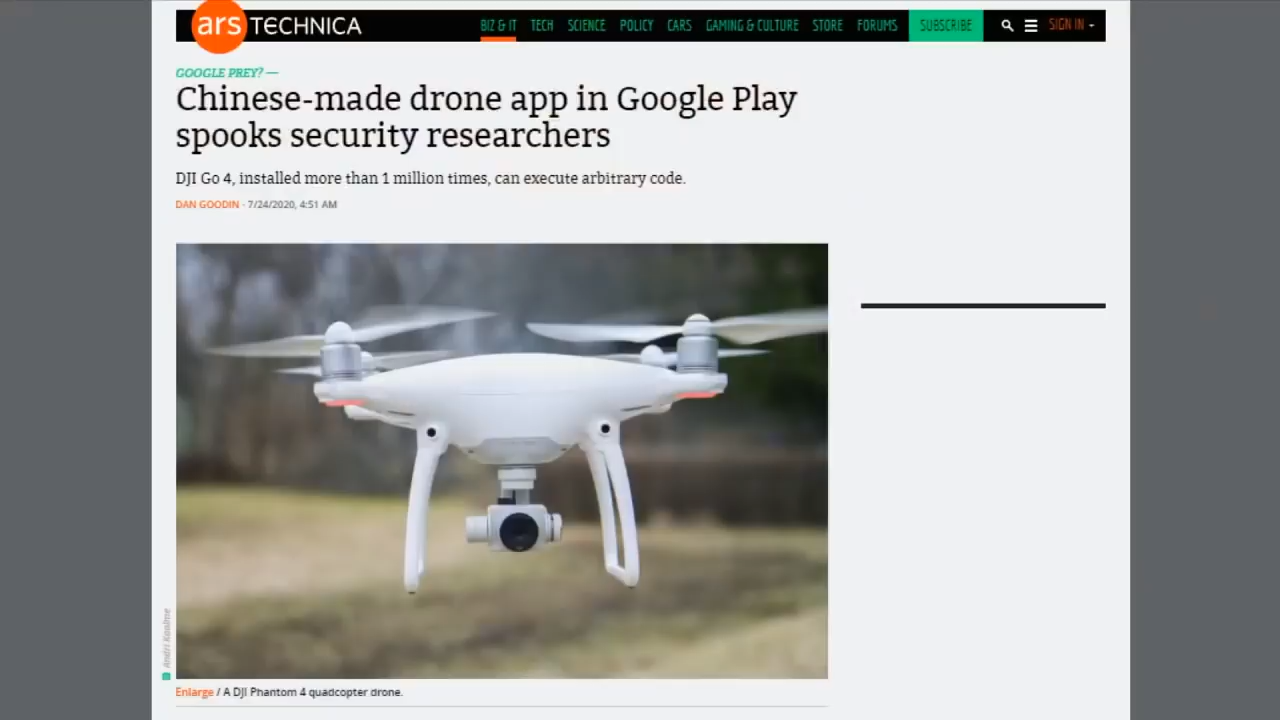 ars TECHNICA
BIZ & IT TECH SCIENCE POLICY CARS GAMING & CULTURE STORE FORUMS SUBSCRIBE SIGN IN
GOOGLE PREY? —
Chinese-made drone app in Google Play
spooks security researchers
DJI Go 4, installed more than 1 million times, can execute arbitrary code.
DAN GOODIN - 7/24/2020, 4:51 AM
Enlarge / A DJI Phantom 4 quadcopter drone.